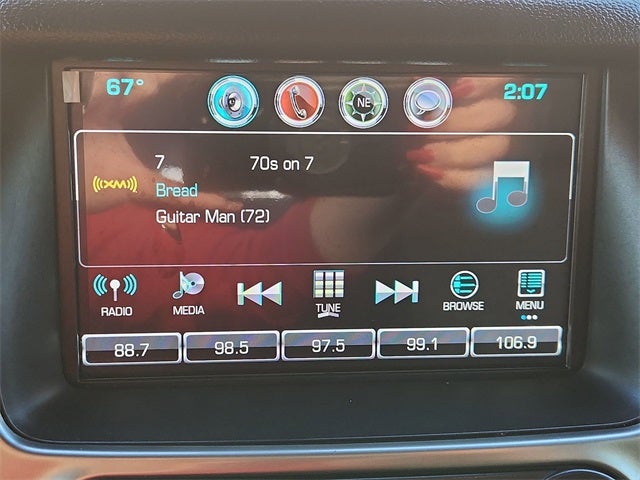 67° NE 2:07
7 70s on 7
((XM))
Bread
Guitar Man (72)
RADIO MEDIA TUNE BROWSE MENU
88.7 98.5 97.5 99.1 106.9